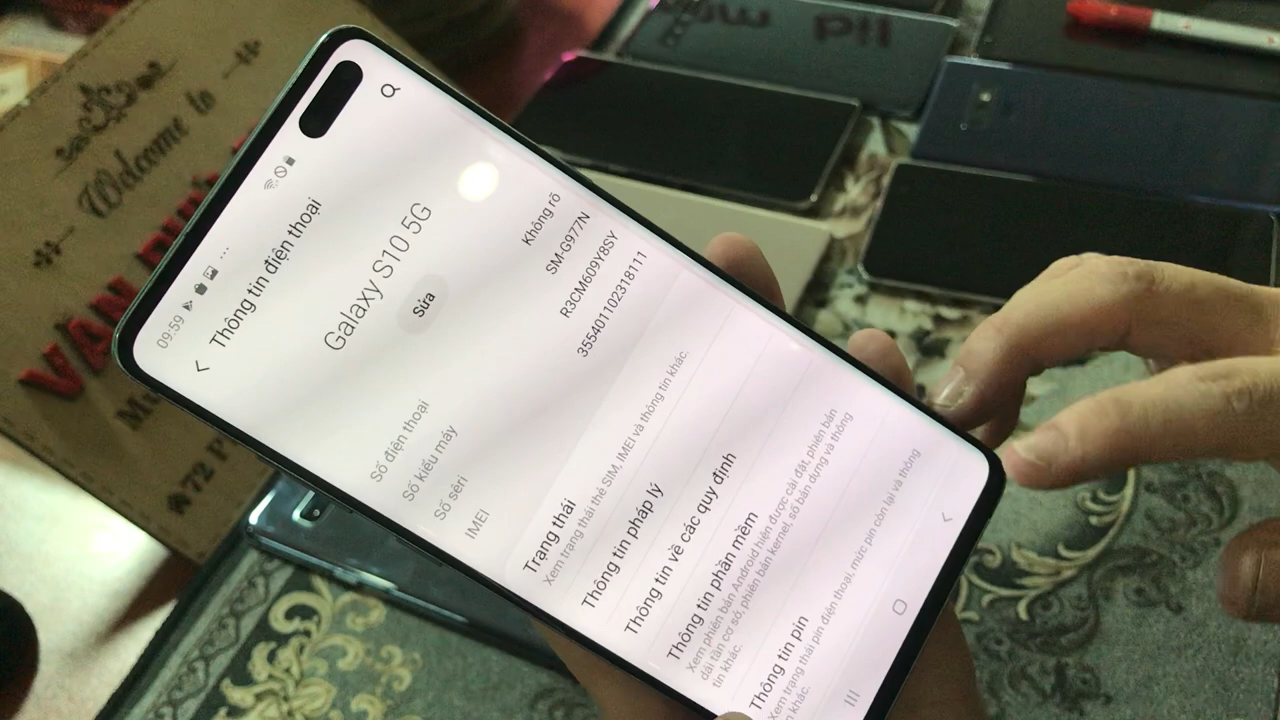 Welcome to
VAN
72
09:59
Thông tin điện thoại
Galaxy S10 5G
Sửa
Số điện thoại
Không rõ
Số kiểu máy
SM-G977N
Số sêri
R3CM609Y8SY
IMEI
355401102318111
Trạng thái
Xem trạng thái thẻ SIM, IMEI và thông tin khác.
Thông tin pháp lý
Thông tin về các quy định
Thông tin phần mềm
Xem phiên bản Android hiện được cài đặt, phiên bản
dải tần cơ sở, phiên bản kernel, số bản dựng và thông
tin khác.
Thông tin pin
Xem trạng thái pin điện thoại, mức pin còn lại và thông
tin khác.